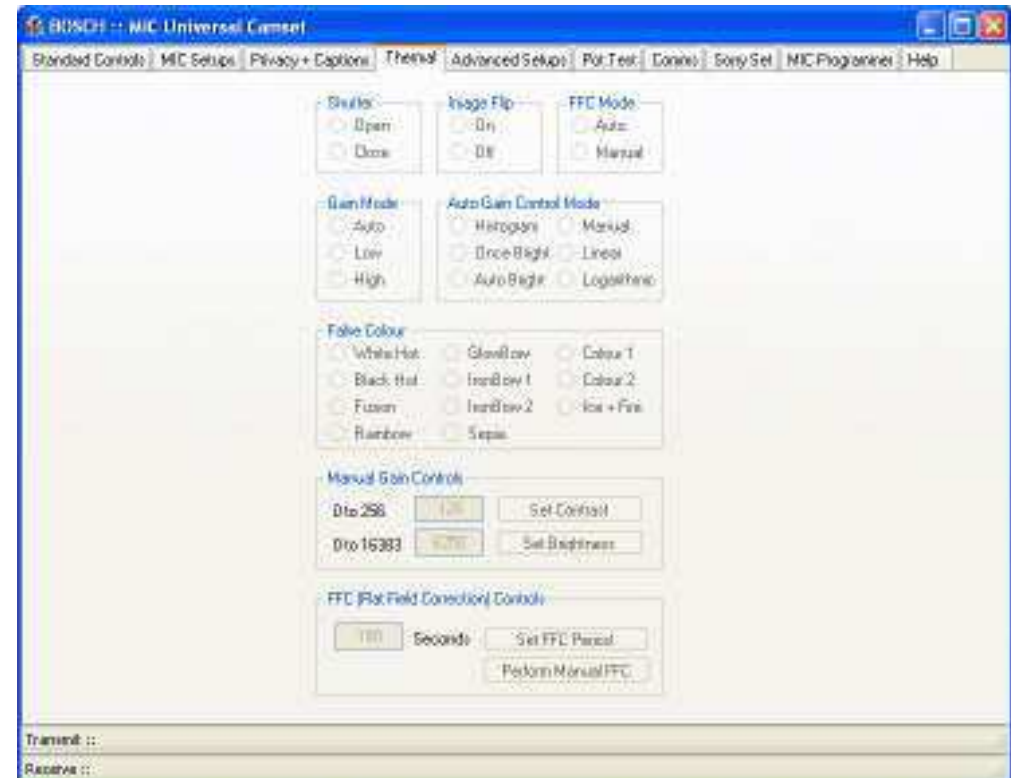 BOSCH :: MIC Universal Camset
Standard Controls MIC Setups Privacy + Captions Thermal Advanced Setups Pot Test Comms Sony Set MIC Programmer Help
Shutter Image Flip FFC Mode
Open On Auto
Close Off Manual
Gain Mode Auto Gain Control Mode
Auto Histogram Manual
Low Once Bright Linear
High Auto Bright Logarithmic
False Colour
White Hot GlowBow Colour 1
Black Hot IronBow 1 Colour 2
Fusion IronBow 2 Ice + Fire
Rainbow Sepia
Manual Gain Controls
0 to 256 Set Contrast
0 to 16383 Set Brightness
FFC (Flat Field Correction) Controls
Seconds Set FFC Period
Perform Manual FFC
Transmit ::
Receive ::